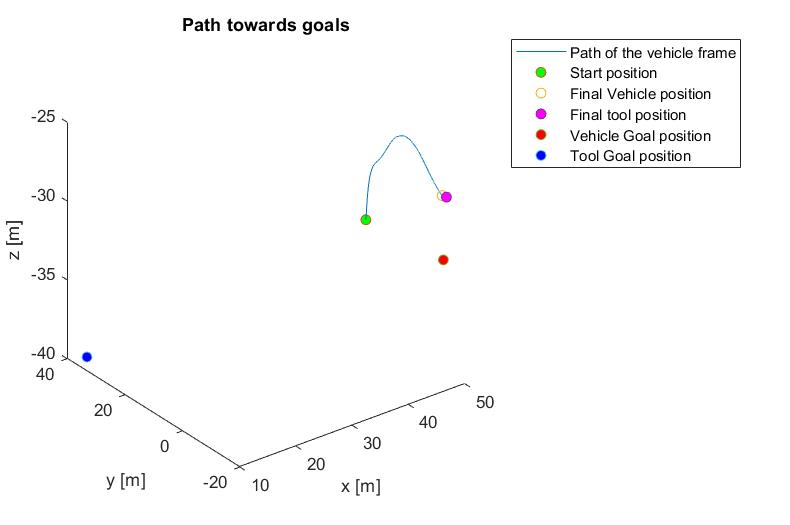 Path towards goals
Path of the vehicle frame
Start position
Final Vehicle position
Final tool position
Vehicle Goal position
Tool Goal position
-25
-30
-35
-40
z [m]
40
20
0
-20
y [m]
10
20
30
40
50
x [m]